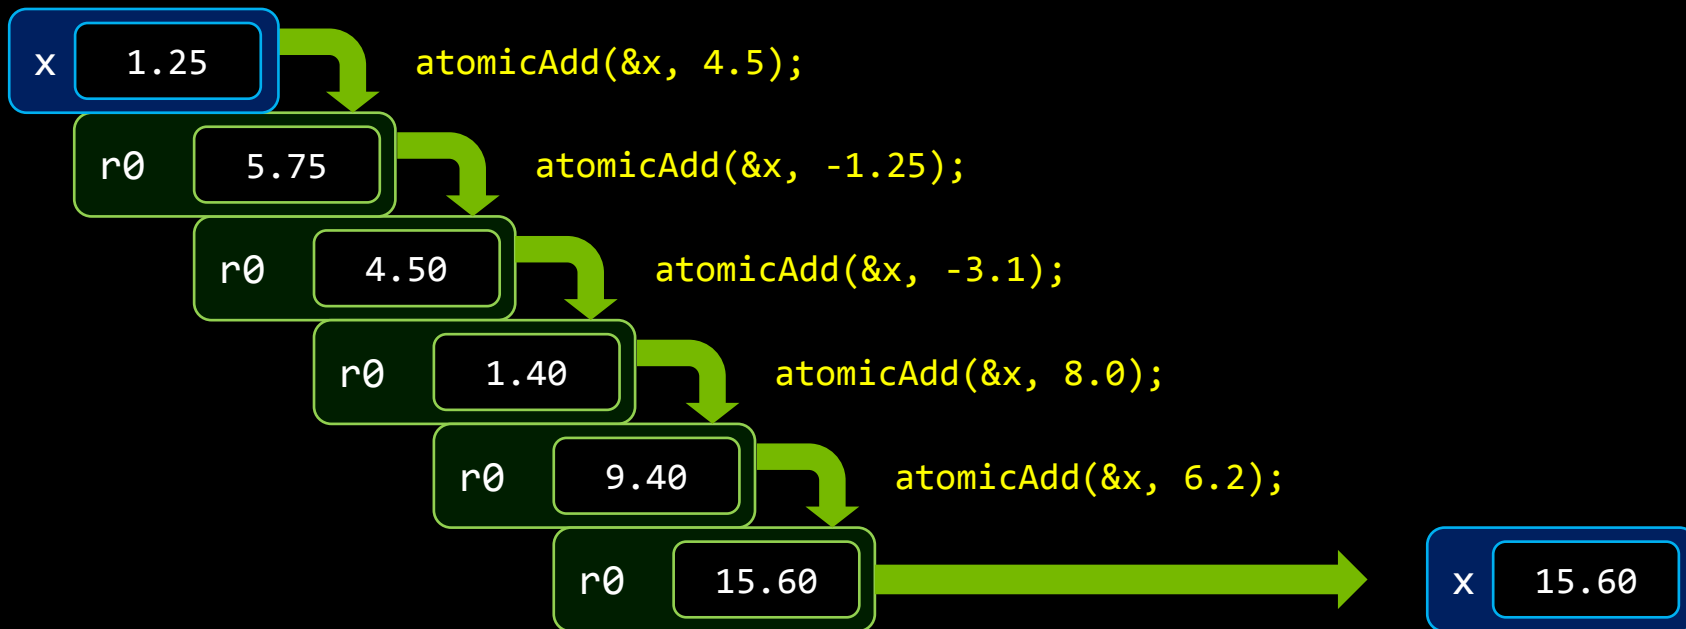 x 1.25 atomicAdd(&x, 4.5);
r0 5.75 atomicAdd(&x, -1.25);
r0 4.50 atomicAdd(&x, -3.1);
r0 1.40 atomicAdd(&x, 8.0);
r0 9.40 atomicAdd(&x, 6.2);
r0 15.60 x 15.60